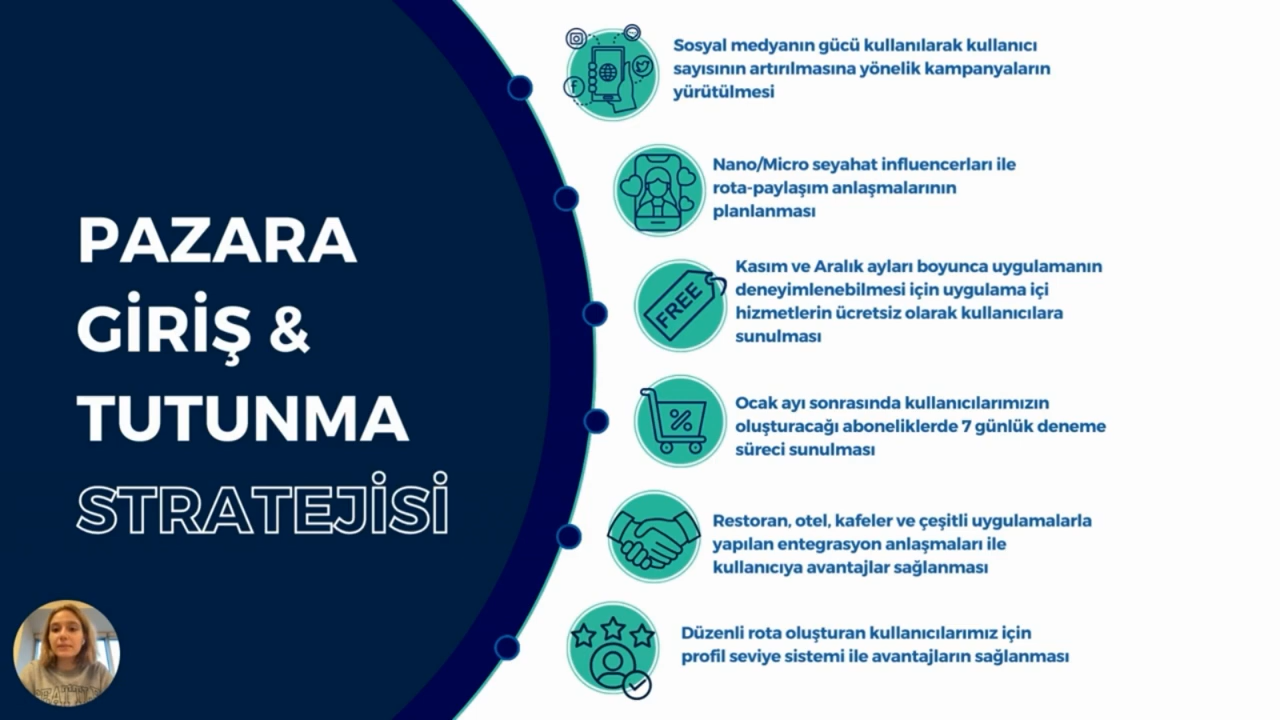 PAZARA
GİRİŞ &
TUTUNMA
STRATEJİSİ
Sosyal medyanın gücü kullanılarak kullanıcı
sayısının artırılmasına yönelik kampanyaların
yürütülmesi
Nano/Micro seyahat influencerları ile
rota-paylaşım anlaşmalarının
planlanması
FREE
Kasım ve Aralık ayları boyunca uygulamanın
deneyimlenebilmesi için uygulama içi
hizmetlerin ücretsiz olarak kullanıcılara
sunulması
%
Ocak ayı sonrasında kullanıcılarımızın
oluşturacağı aboneliklerde 7 günlük deneme
süreci sunulması
Restoran, otel, kafeler ve çeşitli uygulamalarla
yapılan entegrasyon anlaşmaları ile
kullanıcıya avantajlar sağlanması
Düzenli rota oluşturan kullanıcılarımız için
profil seviye sistemi ile avantajların sağlanması